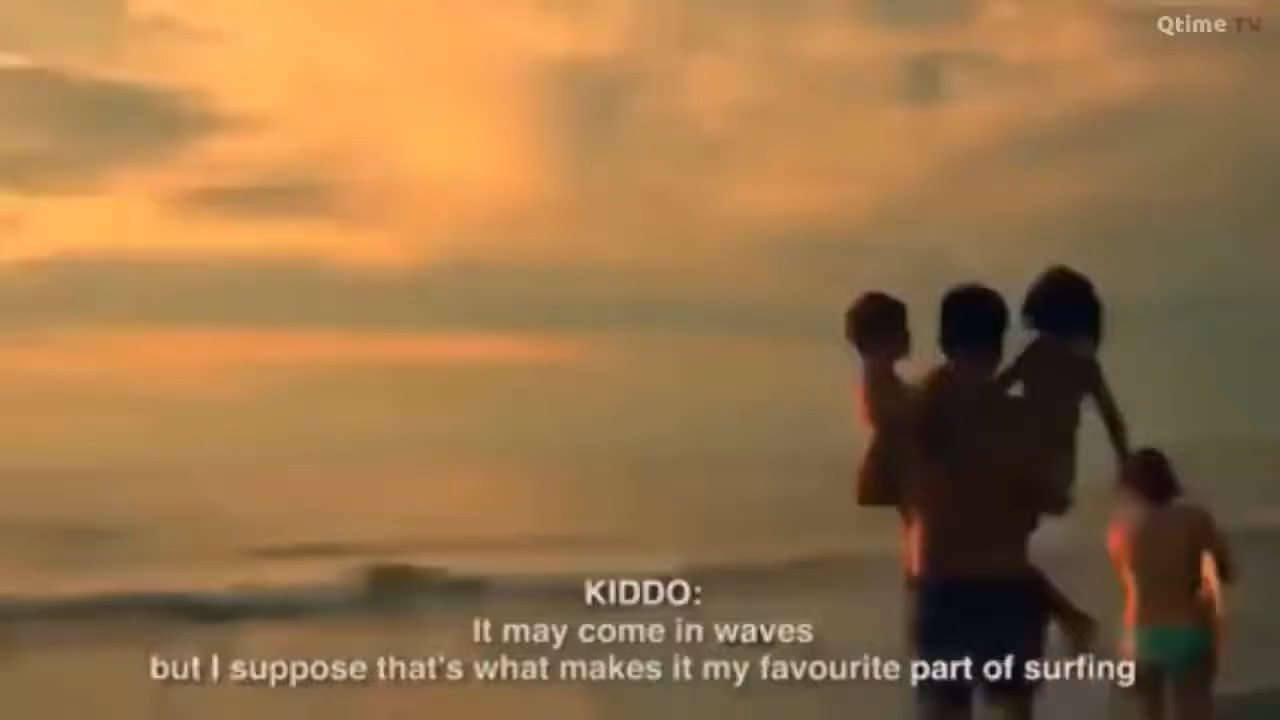 Qtime TV
KIDDO:
It may come in waves
but I suppose that's what makes it my favourite part of surfing